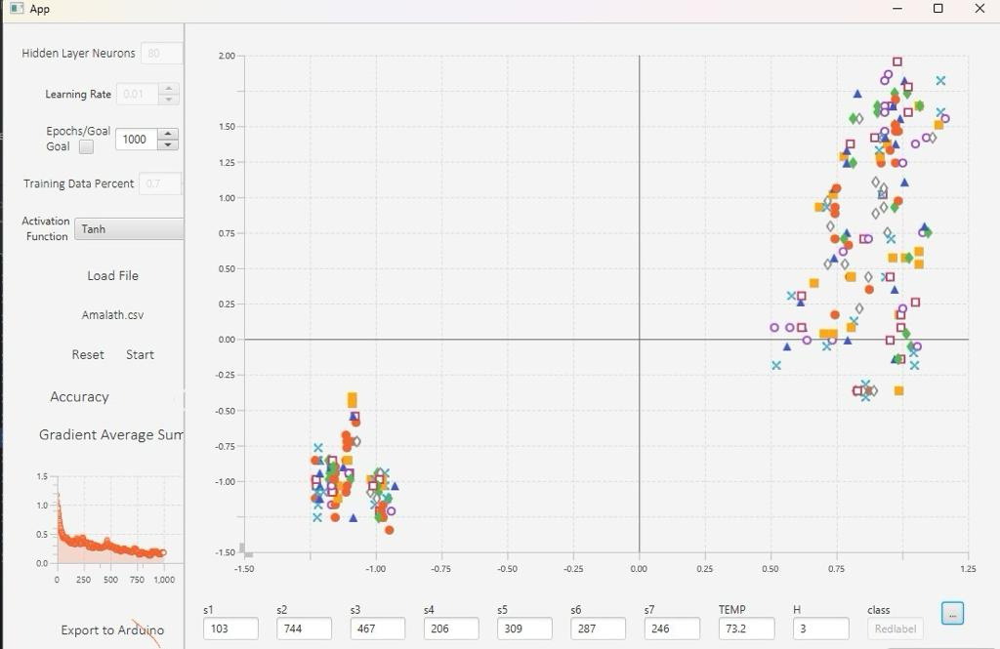 App
Hidden Layer Neurons 80
Learning Rate 0.01
Epochs/Goal
Goal 1000
Training Data Percent 0.7
Activation
Function Tanh
Load File
Amalath.csv
Reset Start
Accuracy
Gradient Average Sum
1.5
1.0
0.5
0.0
0 250 500 750 1,000
Export to Arduino
2.00
1.50
1.25
1.00
0.75
0.50
0.25
0.00
-0.25
-0.50
-0.75
-1.00
-1.50
-1.50 -1.00 -0.75 -0.50 -0.25 0.00 0.25 0.50 0.75 1.25
s1 s2 s3 s4 s5 s6 s7 TEMP H class
103 744 467 206 309 287 246 73.2 3 Redlabel ...